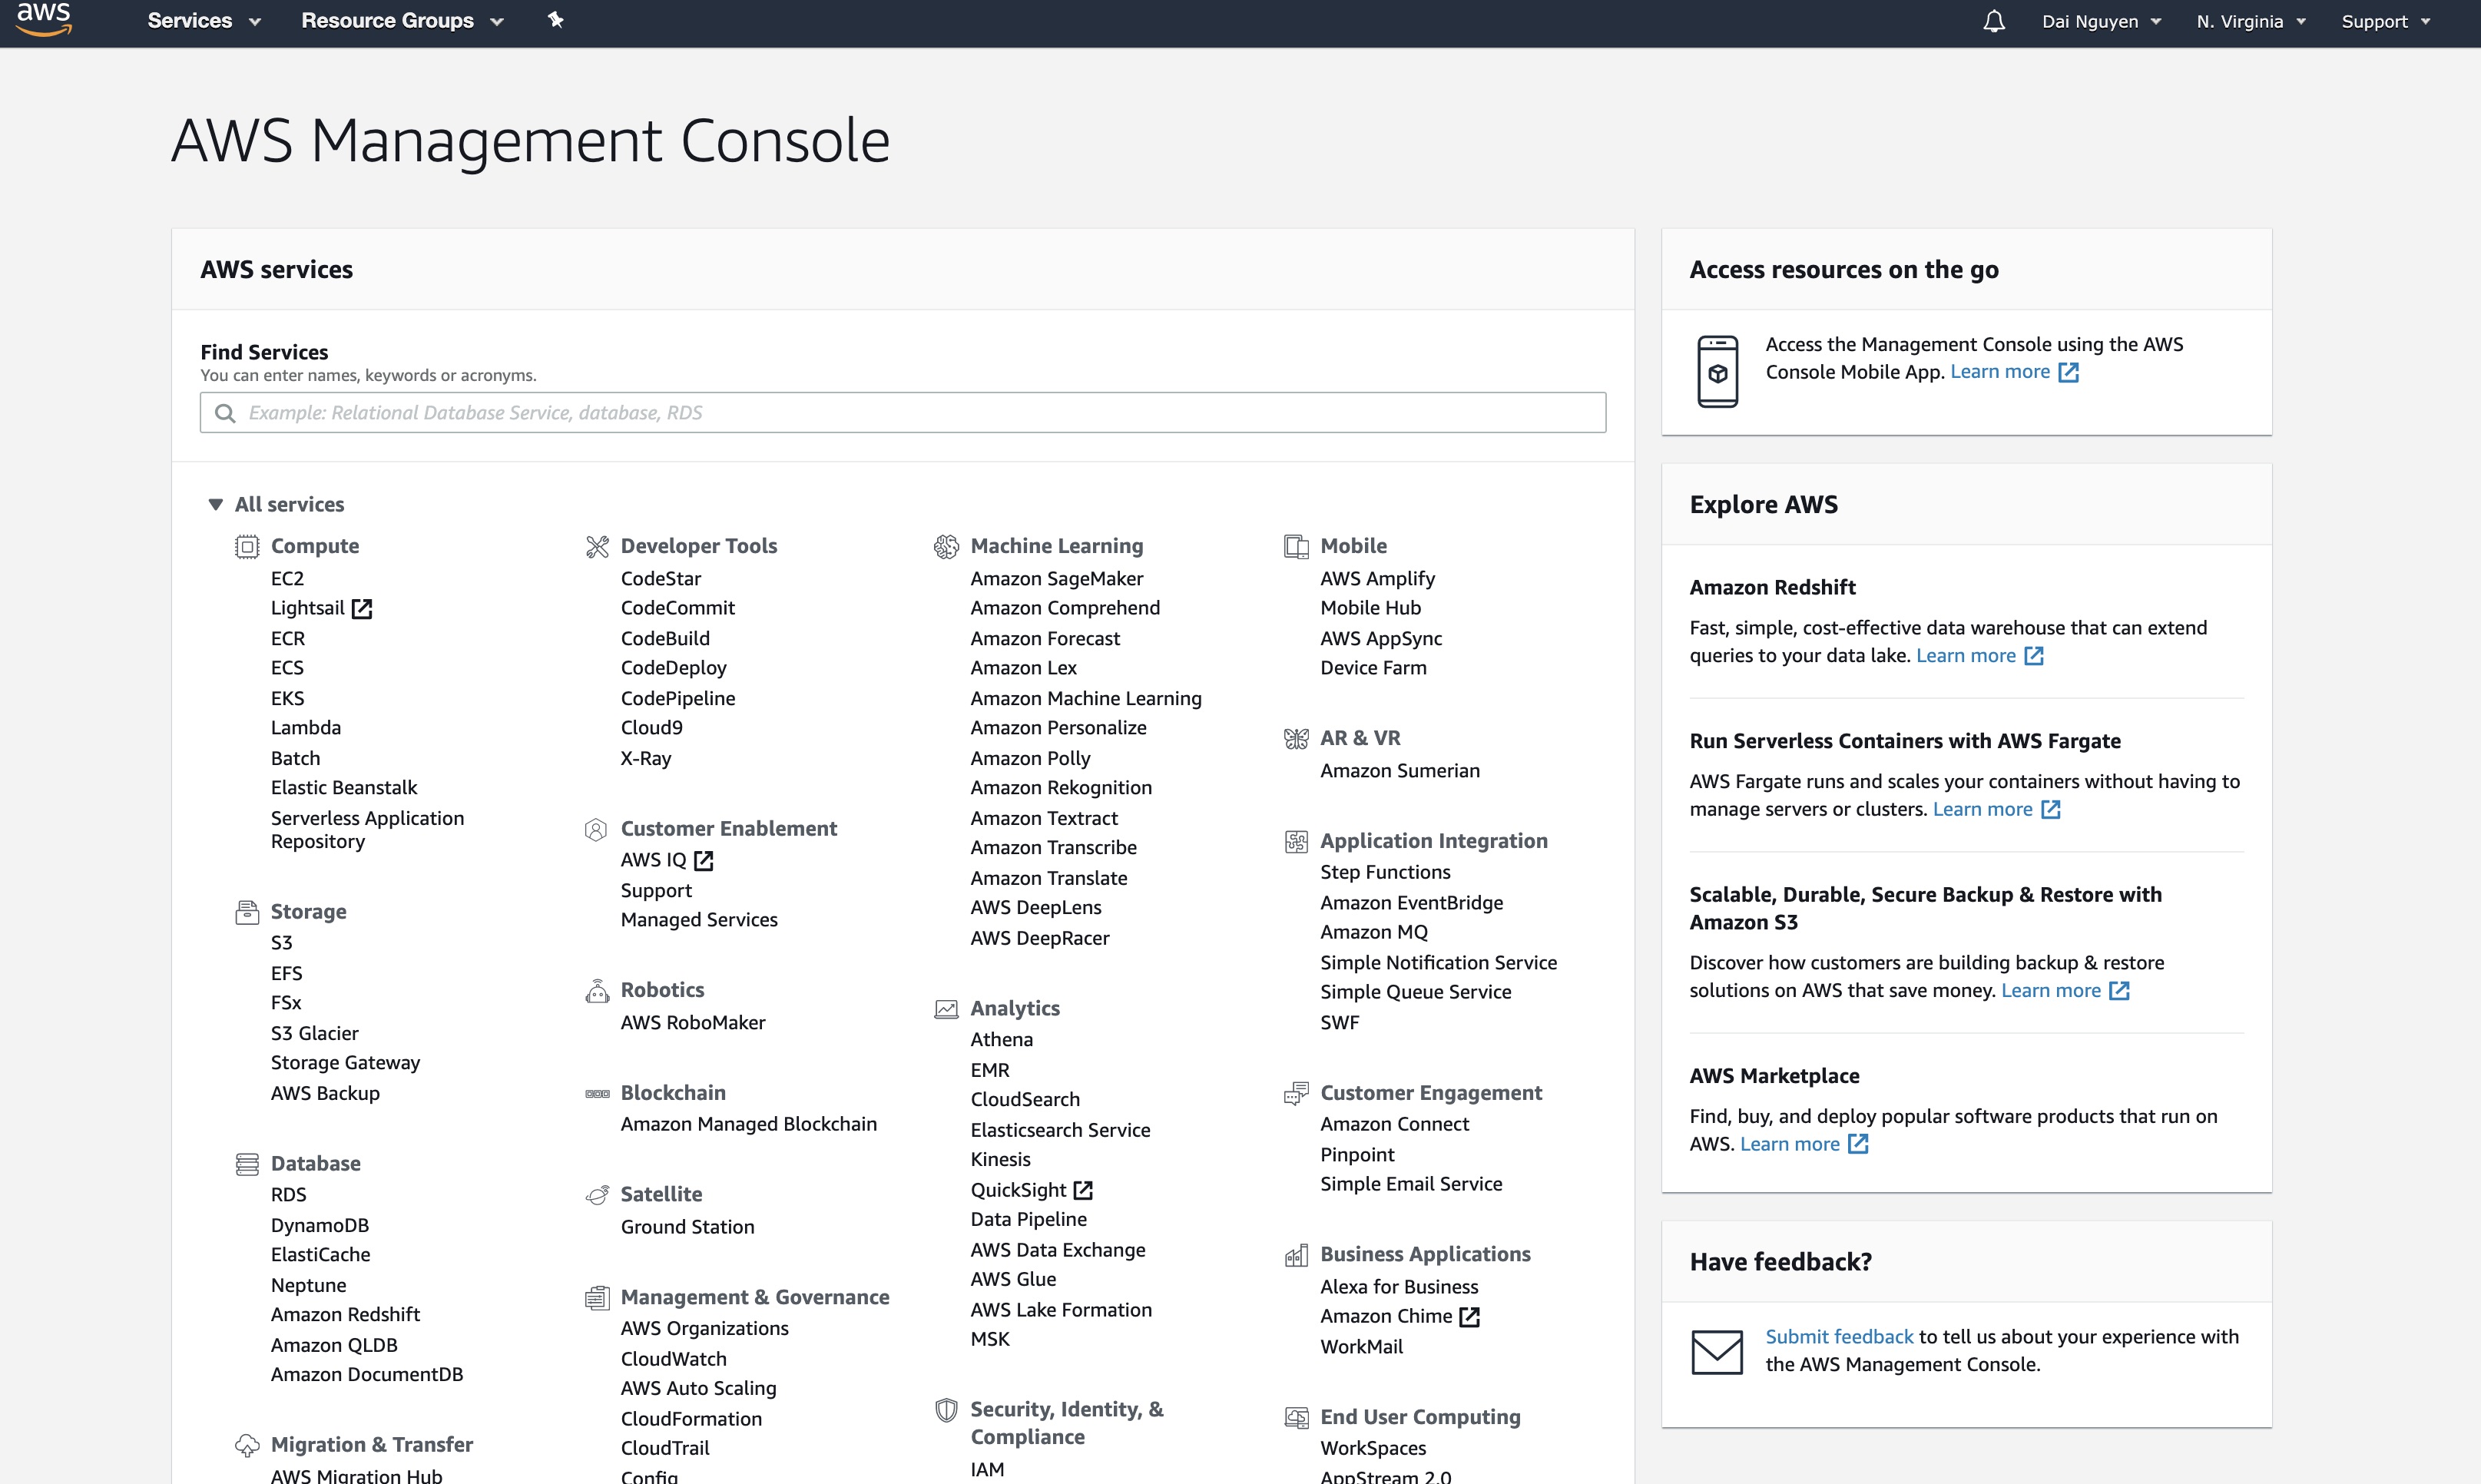 aws
Services
Resource Groups
Dai Nguyen
N. Virginia
Support
AWS Management Console
AWS services
Find Services
You can enter names, keywords or acronyms.
Example: Relational Database Service, database, RDS
All services
Compute
EC2
Lightsail
ECR
ECS
EKS
Lambda
Batch
Elastic Beanstalk
Serverless Application
Repository
Storage
S3
EFS
FSx
S3 Glacier
Storage Gateway
AWS Backup
Database
RDS
DynamoDB
ElastiCache
Neptune
Amazon Redshift
Amazon QLDB
Amazon DocumentDB
Migration & Transfer
AWS Migration Hub
Developer Tools
CodeStar
CodeCommit
CodeBuild
CodeDeploy
CodePipeline
Cloud9
X-Ray
Customer Enablement
AWS IQ
Support
Managed Services
Robotics
AWS RoboMaker
Blockchain
Amazon Managed Blockchain
Satellite
Ground Station
Management & Governance
AWS Organizations
CloudWatch
AWS Auto Scaling
CloudFormation
CloudTrail
Config
Machine Learning
Amazon SageMaker
Amazon Comprehend
Amazon Forecast
Amazon Lex
Amazon Machine Learning
Amazon Personalize
Amazon Polly
Amazon Rekognition
Amazon Textract
Amazon Transcribe
Amazon Translate
AWS DeepLens
AWS DeepRacer
Analytics
Athena
EMR
CloudSearch
Elasticsearch Service
Kinesis
QuickSight
Data Pipeline
AWS Data Exchange
AWS Glue
AWS Lake Formation
MSK
Security, Identity, &
Compliance
IAM
Mobile
AWS Amplify
Mobile Hub
AWS AppSync
Device Farm
AR & VR
Amazon Sumerian
Application Integration
Step Functions
Amazon EventBridge
Amazon MQ
Simple Notification Service
Simple Queue Service
SWF
Customer Engagement
Amazon Connect
Pinpoint
Simple Email Service
Business Applications
Alexa for Business
Amazon Chime
WorkMail
End User Computing
WorkSpaces
AppStream 2.0
Access resources on the go
Access the Management Console using the AWS
Console Mobile App. Learn more
Explore AWS
Amazon Redshift
Fast, simple, cost-effective data warehouse that can extend
queries to your data lake. Learn more
Run Serverless Containers with AWS Fargate
AWS Fargate runs and scales your containers without having to
manage servers or clusters. Learn more
Scalable, Durable, Secure Backup & Restore with
Amazon S3
Discover how customers are building backup & restore
solutions on AWS that save money. Learn more
AWS Marketplace
Find, buy, and deploy popular software products that run on
AWS. Learn more
Have feedback?
Submit feedback to tell us about your experience with
the AWS Management Console.